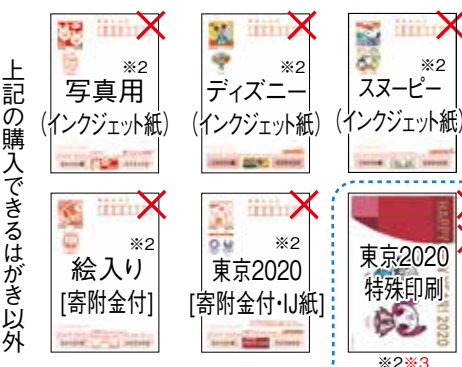 上記の購入できるはがき以外
※2
写真用
(インクジェット紙)
※2
ディズニー
(インクジェット紙)
※2
スヌーピー
(インクジェット紙)
※2
絵入り
[寄附金付]
※2
東京2020
[寄附金付・IJ紙]
東京2020
特殊印刷
※2※3